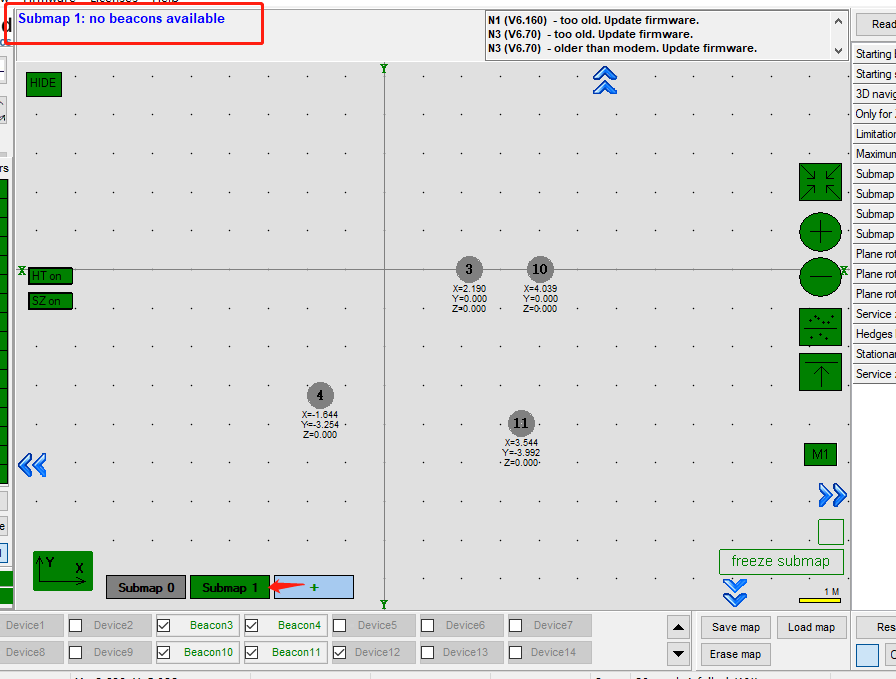 Submap 1: no beacons available
N1 (V6.160) - too old. Update firmware.
N3 (V6.70) - too old. Update firmware.
N3 (V6.70) - older than modem. Update firmware.
Read
HIDE
Y
Starting
Starting
3D navig
Only for
Limitation
Maximum
Submap
Submap
Submap
Submap
Plane rot
Plane rot
Plane rot
Service
Hedges
Stationar
Service
X
X
HT on
SZ on
3
X=2.190
Y=0.000
Z=0.000
10
X=4.039
Y=0.000
Z=0.000
4
X=-1.644
Y=-3.254
Z=0.000
11
X=3.544
Y=-3.992
Z=0.000
M1
freeze submap
Y
X
Submap 0
Submap 1
+
1 M
Y
Device1
Device2
Beacon3
Beacon4
Device5
Device6
Device7
Save map
Load map
Res
Device8
Device9
Beacon10
Beacon11
Device12
Device13
Device14
Erase map